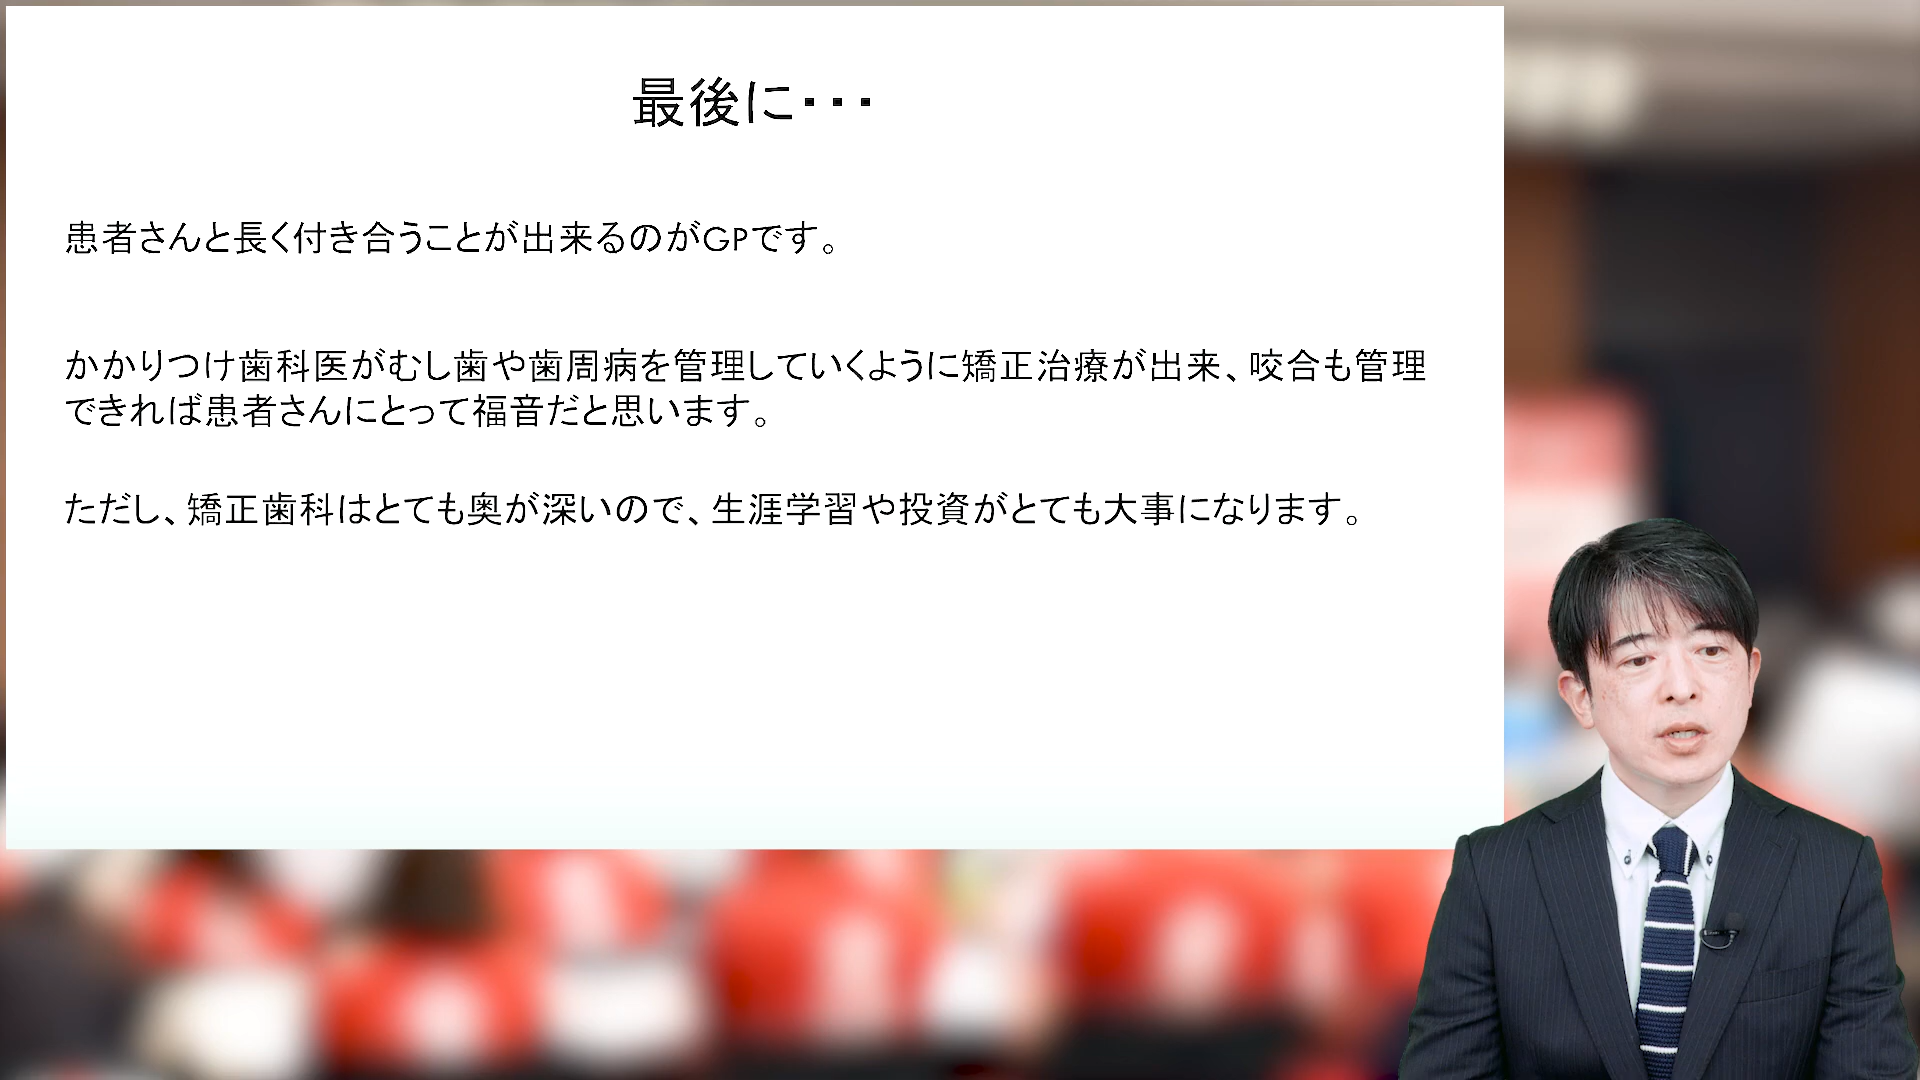 最後に・・・
患者さんと長く付き合うことが出来るのがGPです。
かかりつけ歯科医がむし歯や歯周病を管理していくように矯正治療が出来、咬合も管理
できれば患者さんにとって福音だと思います。
ただし、矯正歯科はとても奥が深いので、生涯学習や投資がとても大事になります。